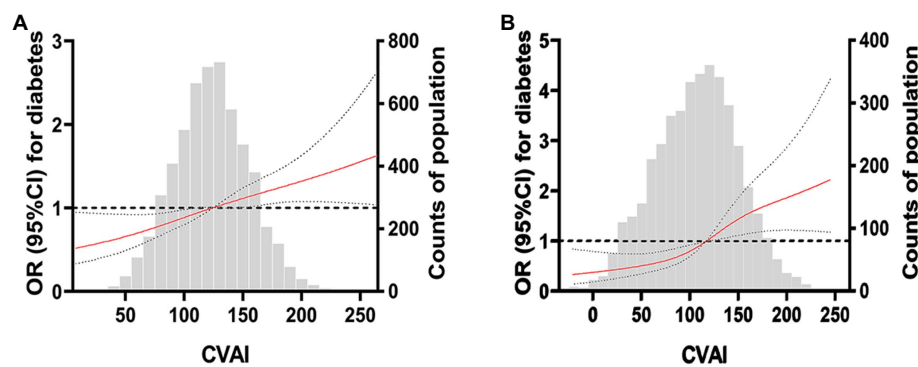 A
OR (95%CI) for diabetes
3
2
1
0
800
600
400
200
0
Counts of population
50 100 150 200 250
CVAI
B
OR (95%CI) for diabetes
5
4
3
2
1
0
400
300
200
100
0
Counts of population
0 50 100 150 200 250
CVAI